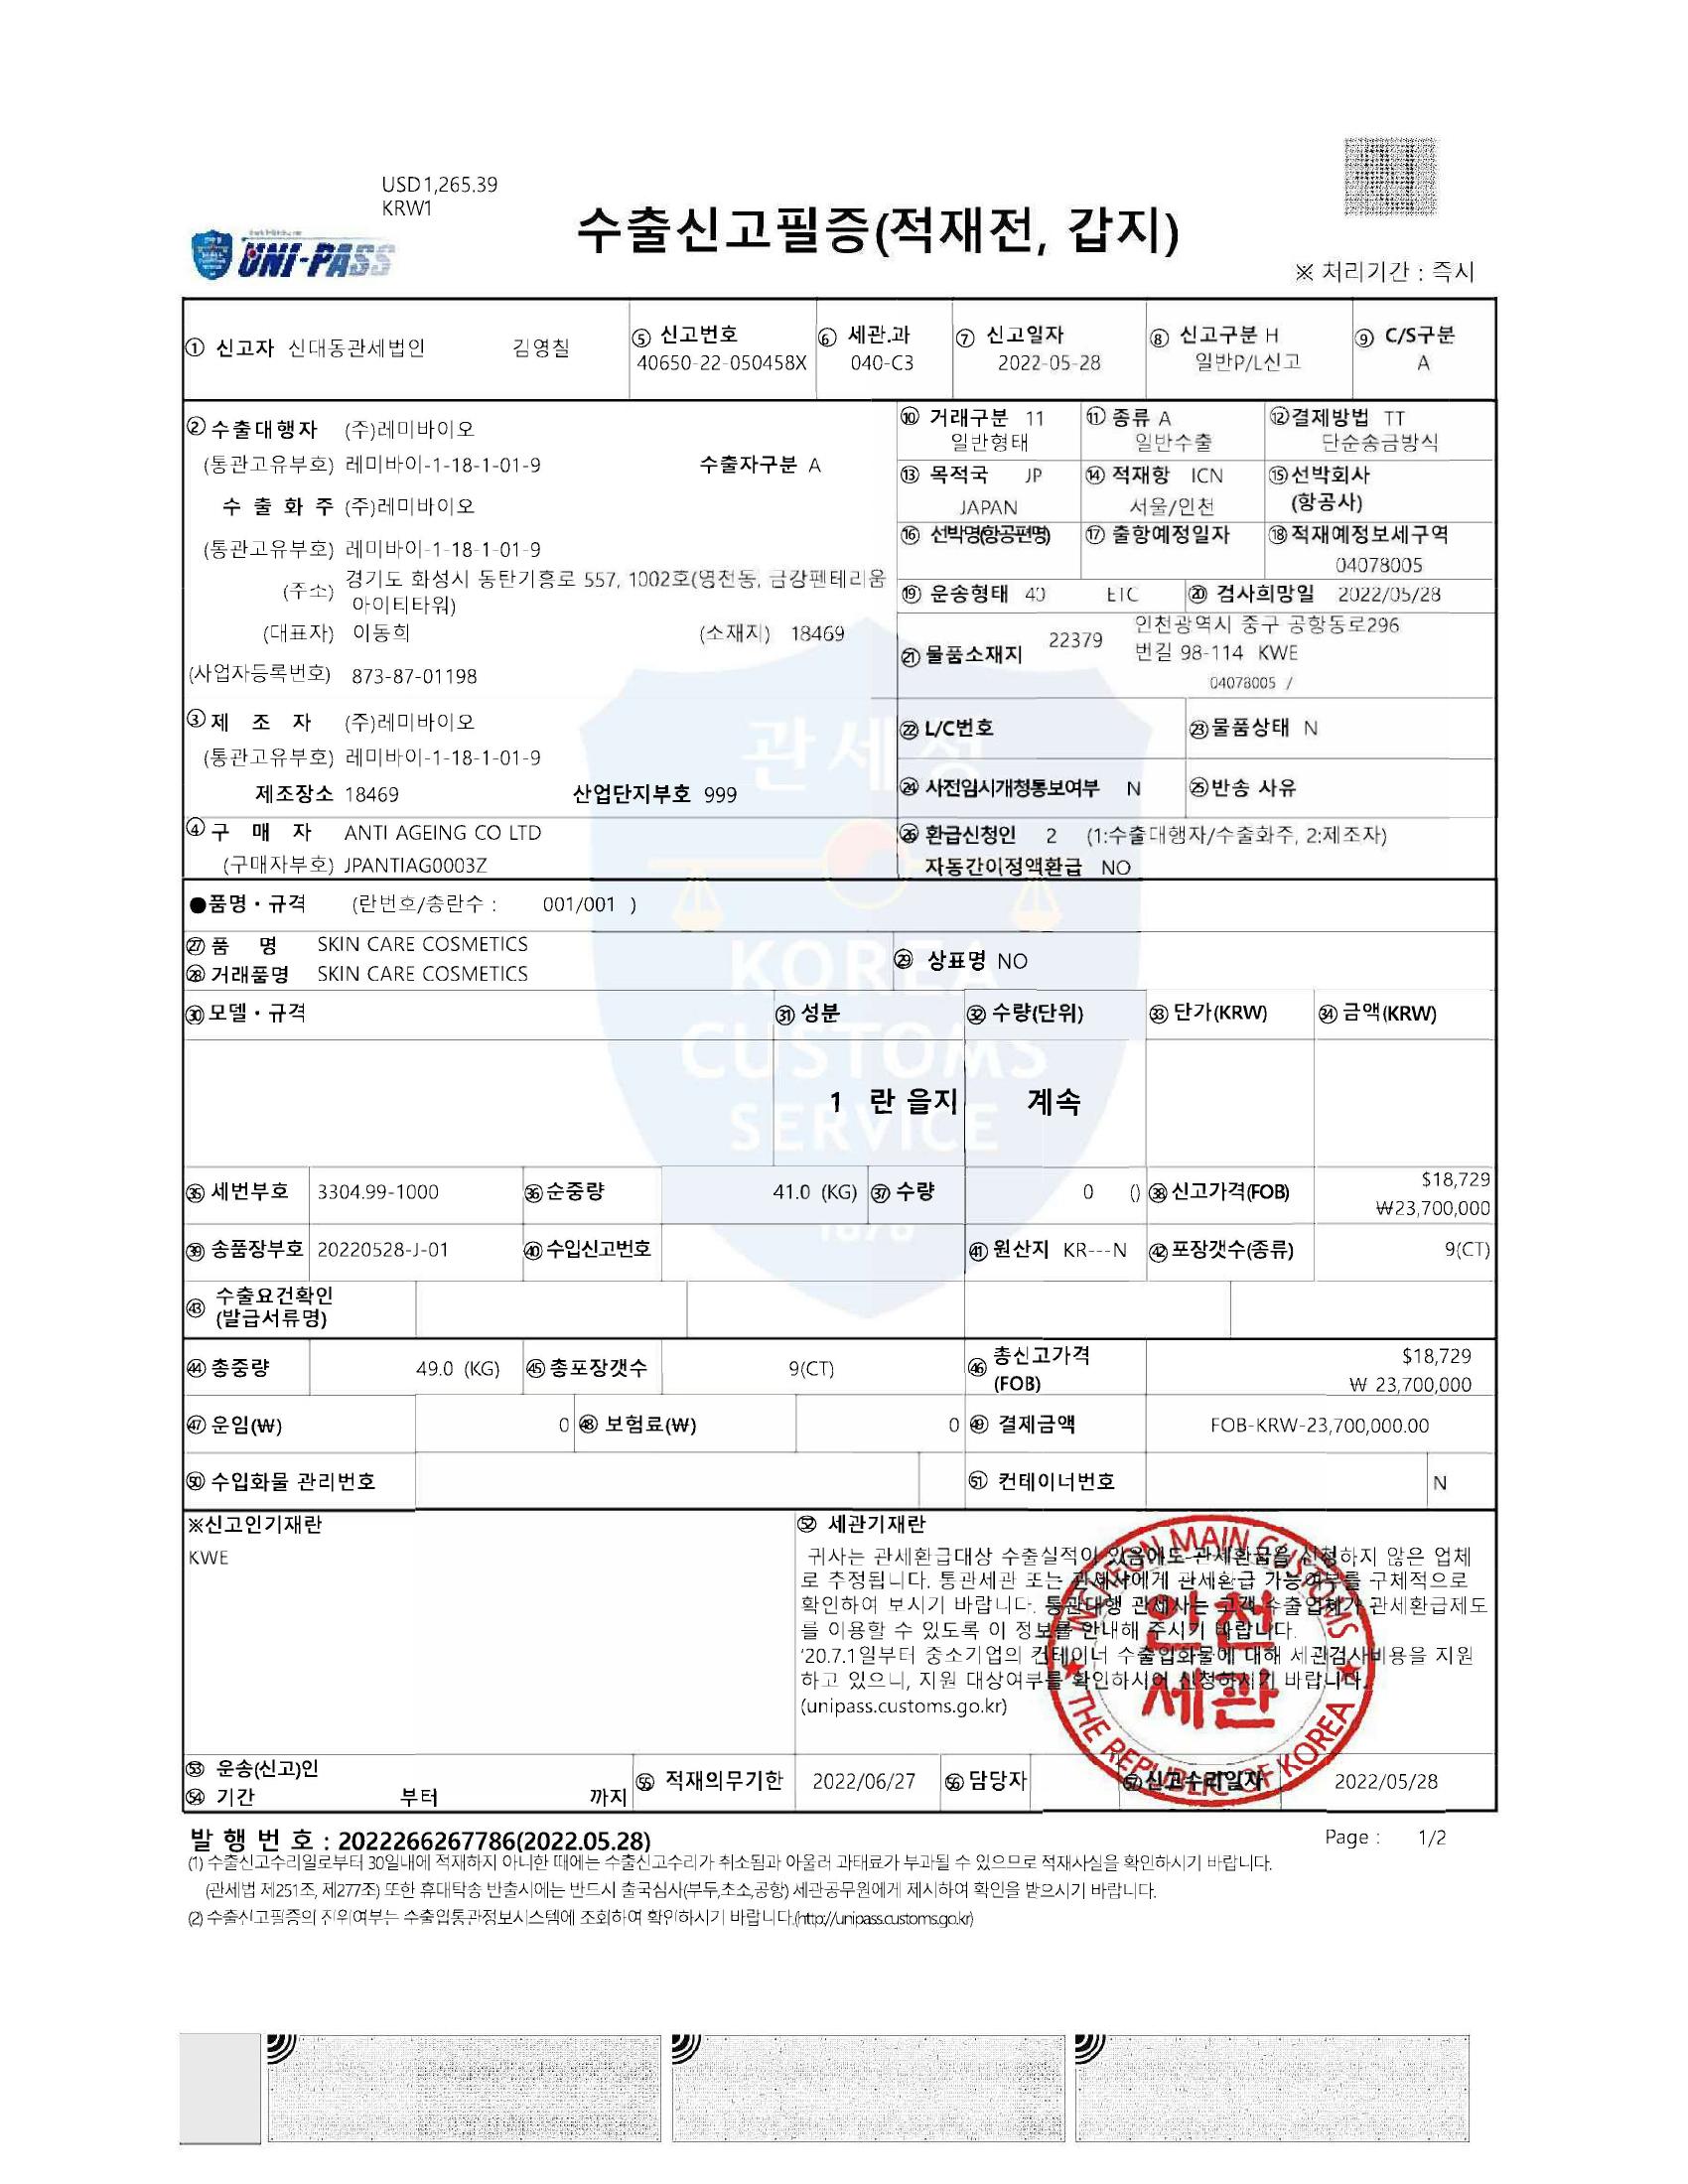 USD1,265.39
KRW1
UNI-PASS
수출신고필증(적재전, 갑지)
※ 처리기간 : 즉시
① 신고자 신대동관세법인 김영칠
⑤ 신고번호
40650-22-050458X
⑥ 세관.과
040-C3
⑦ 신고일자
2022-05-28
⑧ 신고구분 H
일반P/L신고
⑨ C/S구분
A
② 수출대행자 (주)레미바이오
(통관고유부호) 레미바이-1-18-1-01-9 수출자구분 A
수 출 화 주 (주)레미바이오
(통관고유부호) 레미바이-1-18-1-01-9
(주소) 경기도 화성시 동탄기흥로 557, 1002호(영천동, 금강펜테리움
아이티타워)
(대표자) 이동희 (소재지) 18469
(사업자등록번호) 873-87-01198
③ 제 조 자 (주)레미바이오
(통관고유부호) 레미바이-1-18-1-01-9
제조장소 18469 산업단지부호 999
④ 구 매 자 ANTI AGEING CO LTD
(구매자부호) JPANTIAG0003Z
⑩ 거래구분 11
일반형태
⑪ 종류 A
일반수출
⑫ 결제방법 TT
단순송금방식
⑬ 목적국 JP
JAPAN
⑭ 적재항 ICN
서울/인천
⑮ 선박회사
(항공사)
⑯ 선박명(항공편명)
⑰ 출항예정일자
⑱ 적재예정보세구역
04078005
⑲ 운송형태 40 ETC
⑳ 검사희망일 2022/05/28
㉑ 물품소재지 22379 인천광역시 중구 공항동로296
번길 98-114 KWE
04078005 /
㉒ L/C번호
㉓ 물품상태 N
㉔ 사전임시개청통보여부 N
㉕ 반송 사유
㉖ 환급신청인 2 (1:수출대행자/수출화주, 2:제조자)
자동간이정액환급 NO
●품명・규격 (란번호/총란수 : 001/001 )
㉗ 품 명 SKIN CARE COSMETICS
㉘ 거래품명 SKIN CARE COSMETICS
㉙ 상표명 NO
㉚ 모델・규격 ㉛ 성분 ㉜ 수량(단위) ㉝ 단가(KRW) ㉞ 금액(KRW)
1 란 을지 계속
관세청
KOREA
CUSTOMS
SERVICE
1878
㉟ 세번부호 3304.99-1000 ㊱ 순중량 41.0 (KG) ㊲ 수량 0 () ㊳ 신고가격(FOB) $18,729
₩23,700,000
㊴ 송품장부호 20220528-J-01 ㊵ 수입신고번호 ㊶ 원산지 KR---N ㊷ 포장갯수(종류) 9(CT)
㊸ 수출요건확인
(발급서류명)
㊹ 총중량 49.0 (KG) ㊺ 총포장갯수 9(CT) ㊻ 총신고가격
(FOB) $18,729
₩ 23,700,000
㊼ 운임(₩) 0 ㊽ 보험료(₩) 0 ㊾ 결제금액 FOB-KRW-23,700,000.00
㊿ 수입화물 관리번호 51 컨테이너번호 N
※신고인기재란
KWE
52 세관기재란
귀사는 관세환급대상 수출실적이 있음에도 관세환급을 신청하지 않은 업체
로 추정됩니다. 통관세관 또는 관세사에게 관세환급 가능여부를 구체적으로
확인하여 보시기 바랍니다. 통관대행 관세사는 고객 수출업체가 관세환급제도
를 이용할 수 있도록 이 정보를 안내해 주시기 바랍니다.
'20.7.1일부터 중소기업의 컨테이너 수출입화물에 대해 세관검사비용을 지원
하고 있으니, 지원 대상여부를 확인하시어 신청하시기 바랍니다.
(unipass.customs.go.kr)
INCHEON MAIN CUSTOMS
인천
세관
THE REPUBLIC OF KOREA
53 운송(신고)인
54 기간 부터 까지
55 적재의무기한 2022/06/27 56 담당자 57 신고수리일자 2022/05/28
발 행 번 호 : 2022266267786(2022.05.28)
Page : 1/2
(1) 수출신고수리일로부터 30일내에 적재하지 아니한 때에는 수출신고수리가 취소됨과 아울러 과태료가 부과될 수 있으므로 적재사실을 확인하시기 바랍니다.
(관세법 제251조, 제277조) 또한 휴대탁송 반출시에는 반드시 출국심사(부두,초소,공항) 세관공무원에게 제시하여 확인을 받으시기 바랍니다.
(2) 수출신고필증의 진위여부는 수출입통관정보시스템에 조회하여 확인하시기 바랍니다.(http://unipass.customs.go.kr)